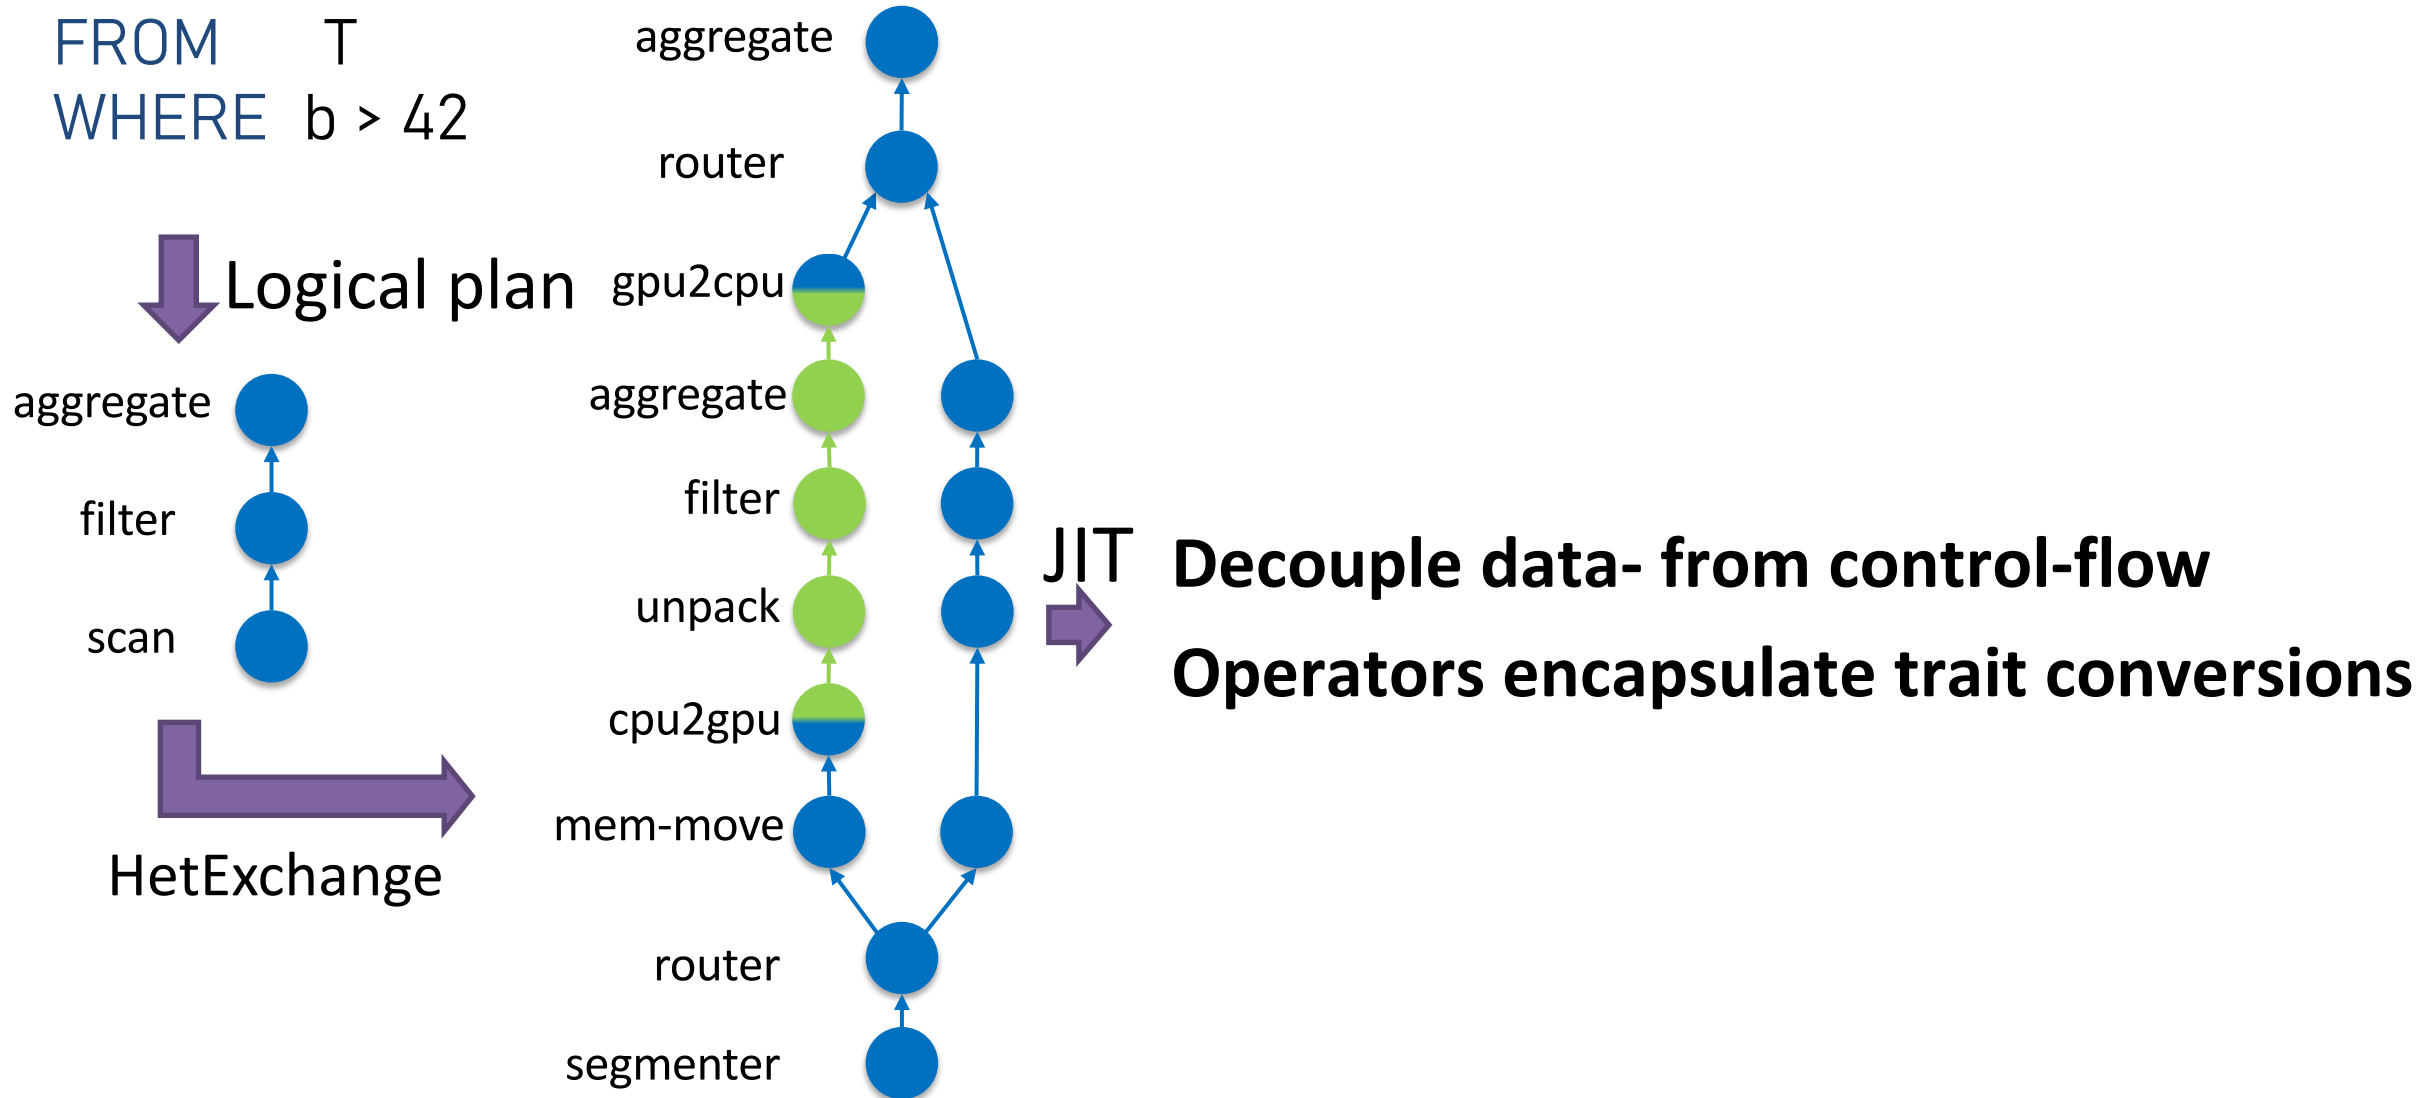 FROM T
WHERE b > 42
Logical plan
aggregate
filter
scan
HetExchange
aggregate
router
gpu2cpu
aggregate
filter
unpack
cpu2gpu
mem-move
router
segmenter
JIT
Decouple data- from control-flow
Operators encapsulate trait conversions